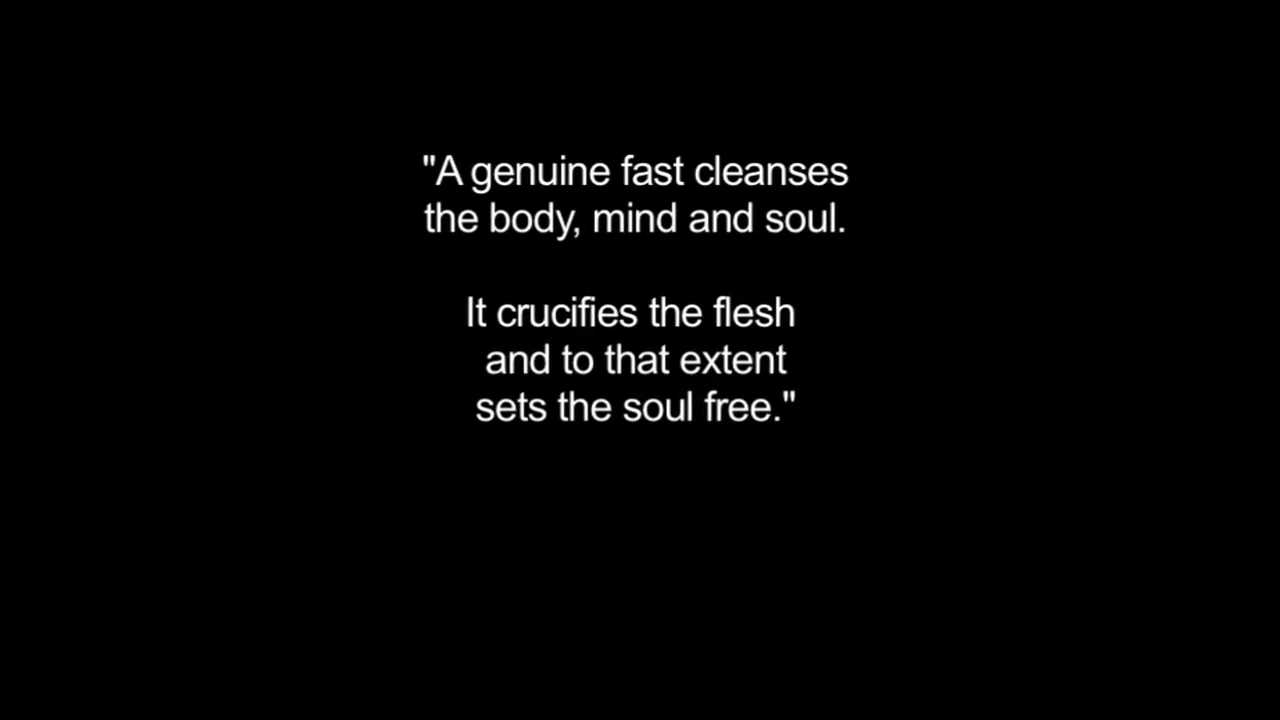 "A genuine fast cleanses
the body, mind and soul.
It crucifies the flesh
and to that extent
sets the soul free."